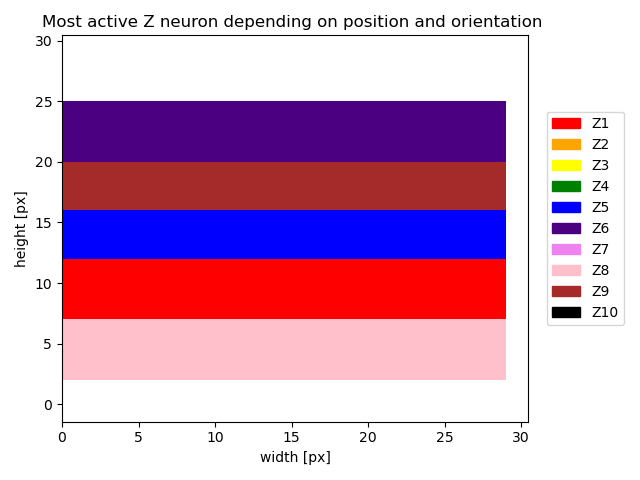 Most active Z neuron depending on position and orientation
30
25
20
15
10
5
0
height [px]
0 5 10 15 20 25 30
width [px]
Z1
Z2
Z3
Z4
Z5
Z6
Z7
Z8
Z9
Z10